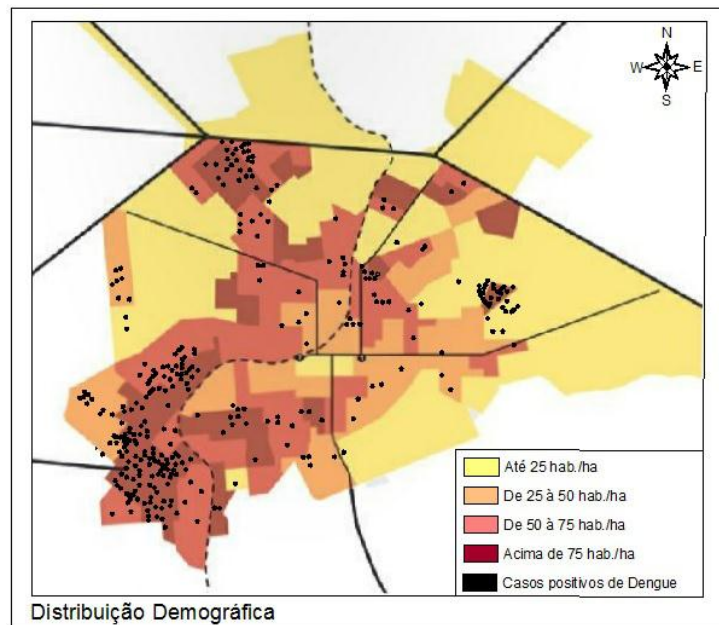 N
W E
S
Até 25 hab./ha
De 25 à 50 hab./ha
De 50 à 75 hab./ha
Acima de 75 hab./ha
Casos positivos de Dengue
Distribuição Demográfica